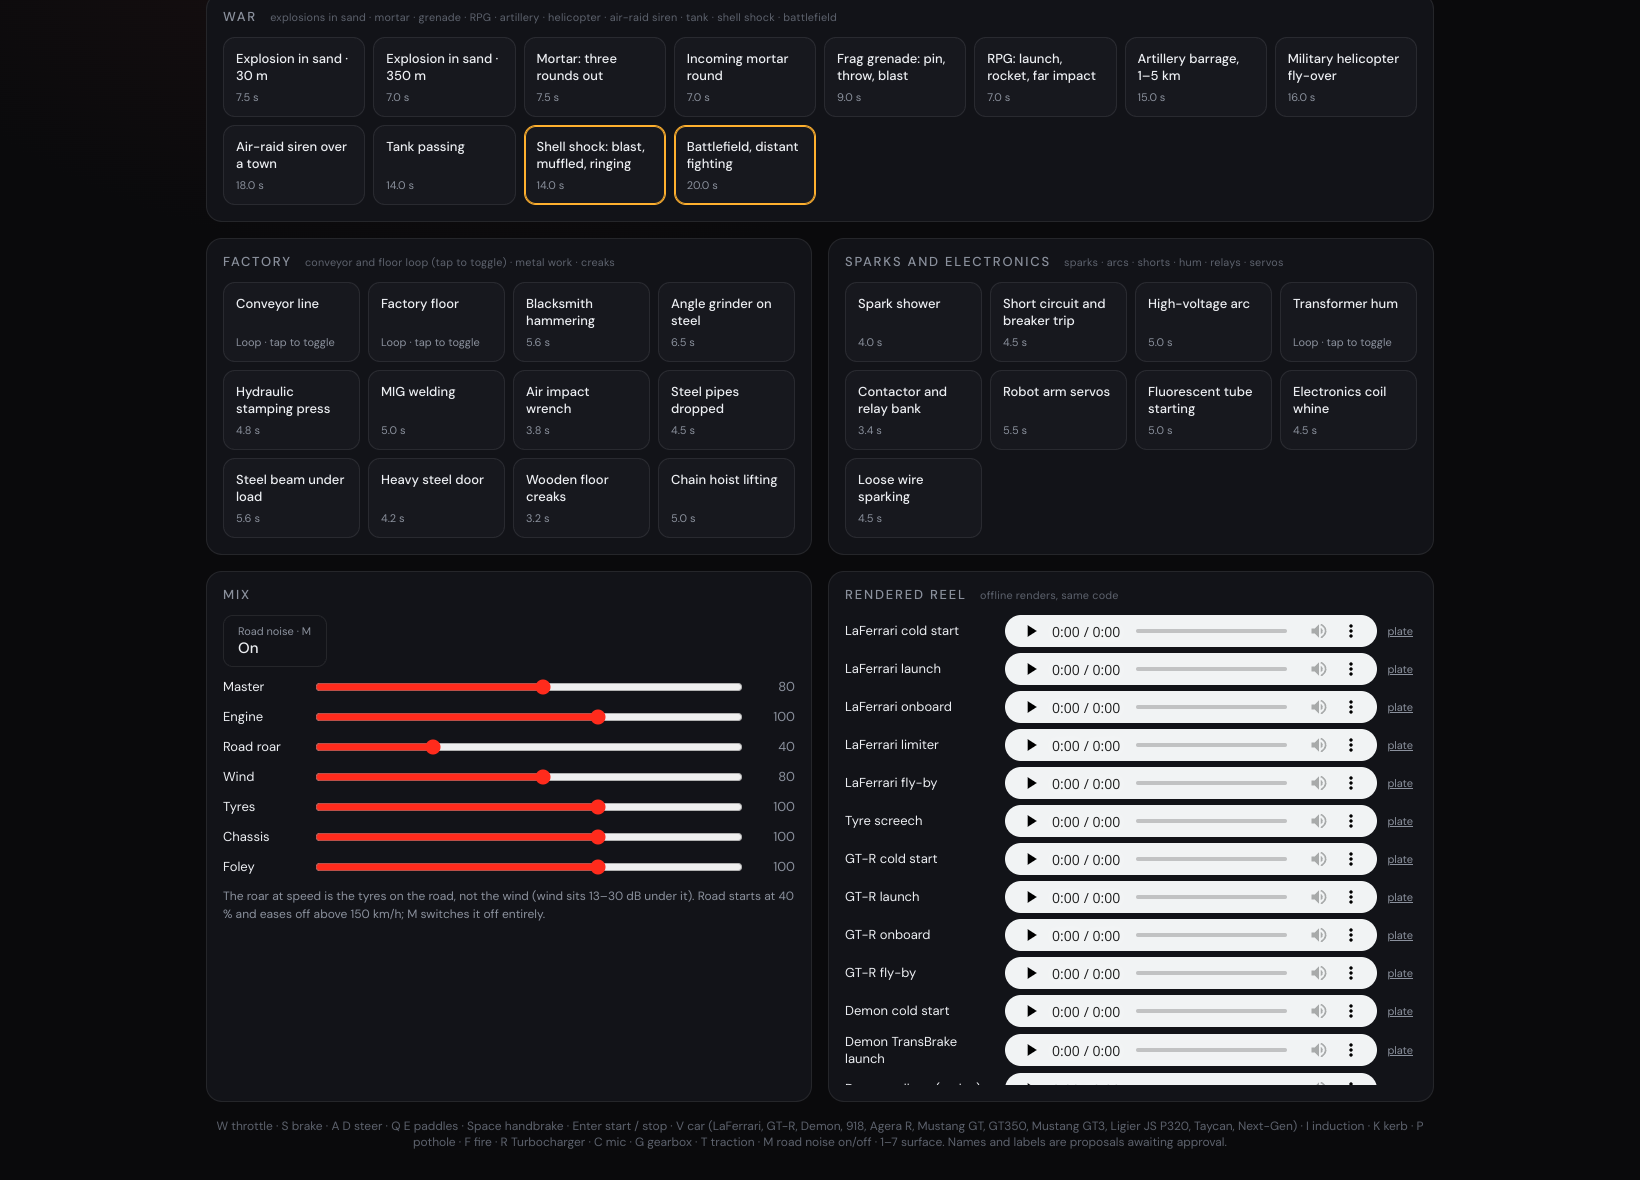 WAR explosions in sand · mortar · grenade · RPG · artillery · helicopter · air-raid siren · tank · shell shock · battlefield
Explosion in sand ·
30 m
7.5 s
Explosion in sand ·
350 m
7.0 s
Mortar: three
rounds out
7.5 s
Incoming mortar
round
7.0 s
Frag grenade: pin,
throw, blast
9.0 s
RPG: launch,
rocket, far impact
7.0 s
Artillery barrage,
1–5 km
15.0 s
Military helicopter
fly-over
16.0 s
Air-raid siren over
a town
18.0 s
Tank passing
14.0 s
Shell shock: blast,
muffled, ringing
14.0 s
Battlefield, distant
fighting
20.0 s
FACTORY conveyor and floor loop (tap to toggle) · metal work · creaks
Conveyor line
Loop · tap to toggle
Factory floor
Loop · tap to toggle
Blacksmith
hammering
5.6 s
Angle grinder on
steel
6.5 s
Hydraulic
stamping press
4.8 s
MIG welding
5.0 s
Air impact
wrench
3.8 s
Steel pipes
dropped
4.5 s
Steel beam under
load
5.6 s
Heavy steel door
4.2 s
Wooden floor
creaks
3.2 s
Chain hoist lifting
5.0 s
SPARKS AND ELECTRONICS sparks · arcs · shorts · hum · relays · servos
Spark shower
4.0 s
Short circuit and
breaker trip
4.5 s
High-voltage arc
5.0 s
Transformer hum
Loop · tap to toggle
Contactor and
relay bank
3.4 s
Robot arm servos
5.5 s
Fluorescent tube
starting
5.0 s
Electronics coil
whine
4.5 s
Loose wire
sparking
4.5 s
MIX
Road noise · M
On
Master 80
Engine 100
Road roar 40
Wind 80
Tyres 100
Chassis 100
Foley 100
The roar at speed is the tyres on the road, not the wind (wind sits 13–30 dB under it). Road starts at 40
% and eases off above 150 km/h; M switches it off entirely.
RENDERED REEL offline renders, same code
LaFerrari cold start 0:00 / 0:00 plate
LaFerrari launch 0:00 / 0:00 plate
LaFerrari onboard 0:00 / 0:00 plate
LaFerrari limiter 0:00 / 0:00 plate
LaFerrari fly-by 0:00 / 0:00 plate
Tyre screech 0:00 / 0:00 plate
GT-R cold start 0:00 / 0:00 plate
GT-R launch 0:00 / 0:00 plate
GT-R onboard 0:00 / 0:00 plate
GT-R fly-by 0:00 / 0:00 plate
Demon cold start 0:00 / 0:00 plate
Demon TransBrake
launch 0:00 / 0:00 plate
W throttle · S brake · A D steer · Q E paddles · Space handbrake · Enter start / stop · V car (LaFerrari, GT-R, Demon, 918, Agera R, Mustang GT, GT350, Mustang GT3, Ligier JS P320, Taycan, Next-Gen) · I induction · K kerb · P
pothole · F fire · R Turbocharger · C mic · G gearbox · T traction · M road noise on/off · 1–7 surface. Names and labels are proposals awaiting approval.